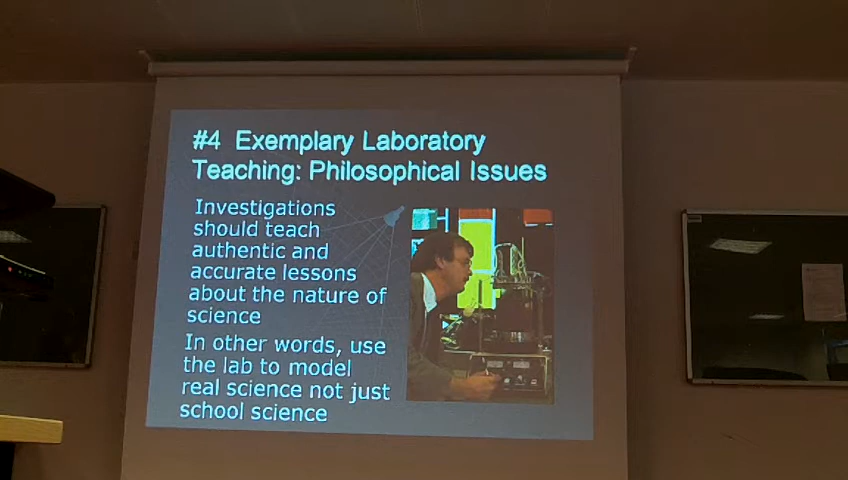 #4 Exemplary Laboratory
Teaching: Philosophical Issues
Investigations
should teach
authentic and
accurate lessons
about the nature of
science
In other words, use
the lab to model
real science not just
school science